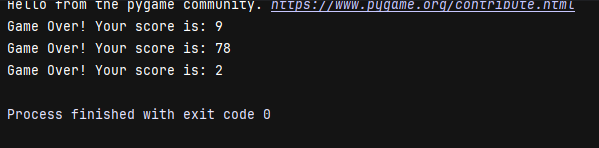 Hello from the pygame community. https://www.pygame.org/contribute.html
Game Over! Your score is: 9
Game Over! Your score is: 78
Game Over! Your score is: 2
Process finished with exit code 0